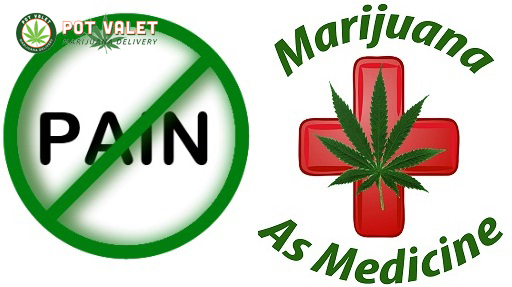 POT VALET
MARIJUANA DELIVERY
PAIN
Marijuana
As Medicine